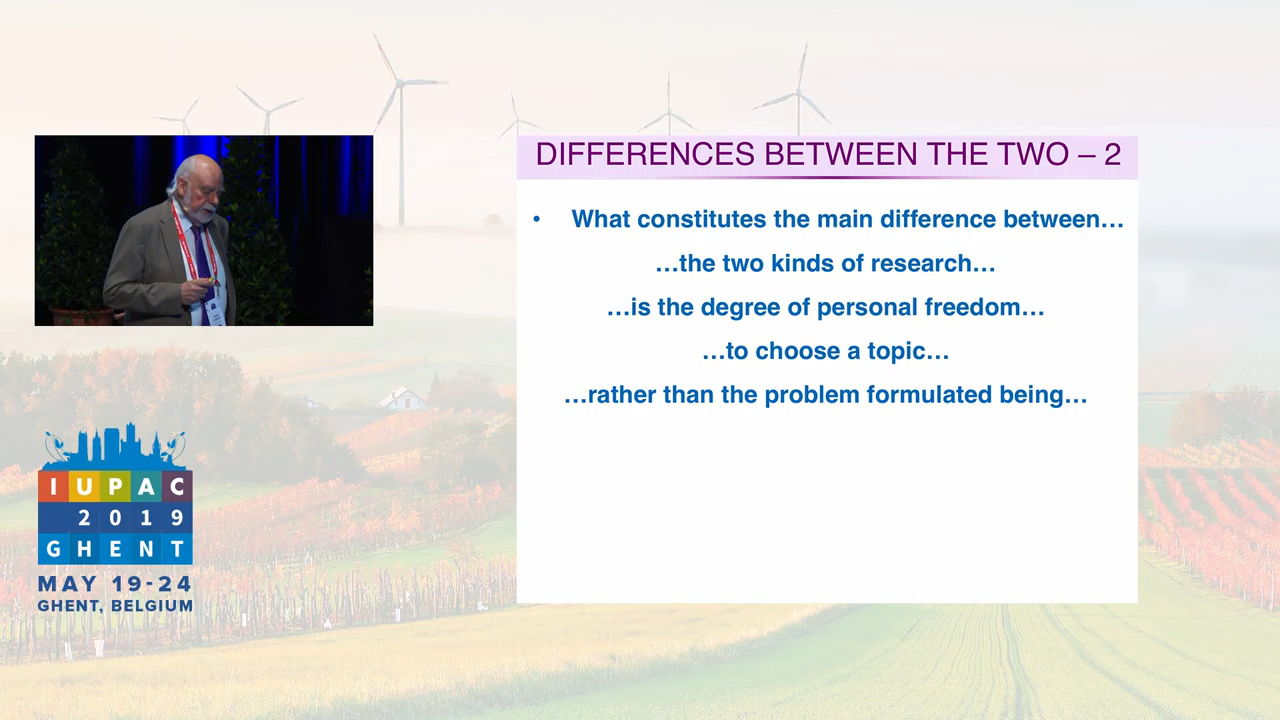 DIFFERENCES BETWEEN THE TWO – 2
• What constitutes the main difference between…
…the two kinds of research…
…is the degree of personal freedom…
…to choose a topic…
…rather than the problem formulated being…
I U P A C
2 0 1 9
G H E N T
MAY 19-24
GHENT, BELGIUM